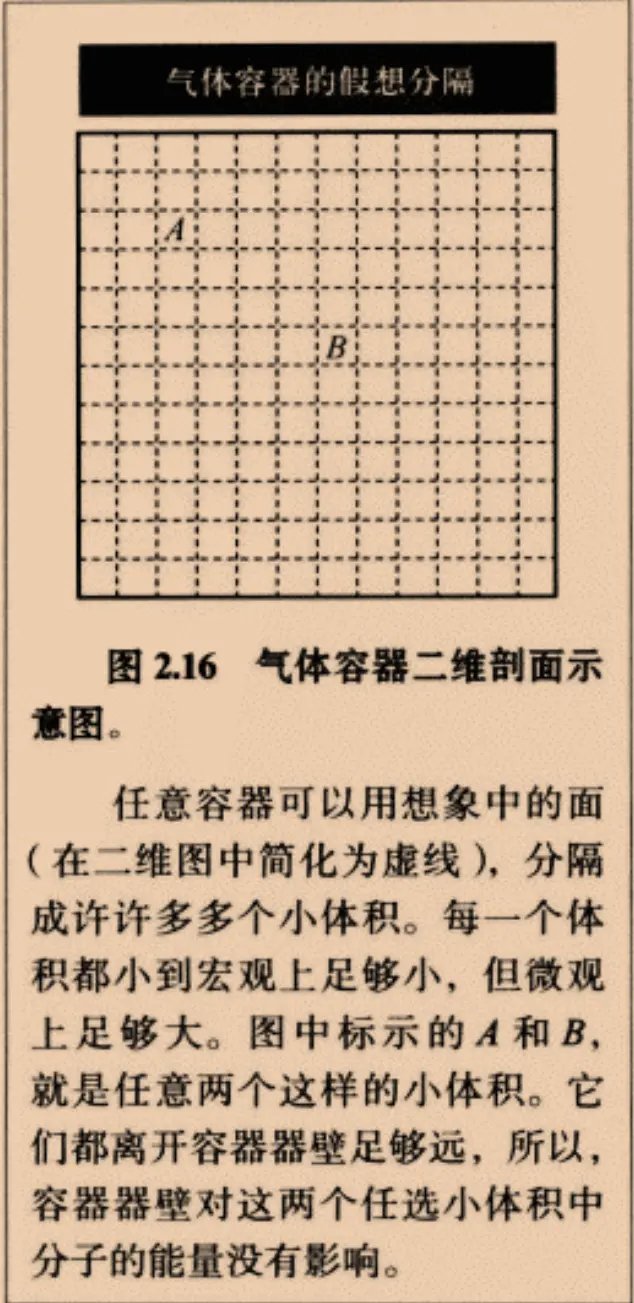 气体容器的假想分隔
A
B
图 2.16 气体容器二维剖面示
意图。
任意容器可以用想象中的面
(在二维图中简化为虚线),分隔
成许许多多个小体积。每一个体
积都小到宏观上足够小,但微观
上足够大。图中标示的 A 和 B,
就是任意两个这样的小体积。它
们都离开容器器壁足够远,所以,
容器器壁对这两个任选小体积中
分子的能量没有影响。